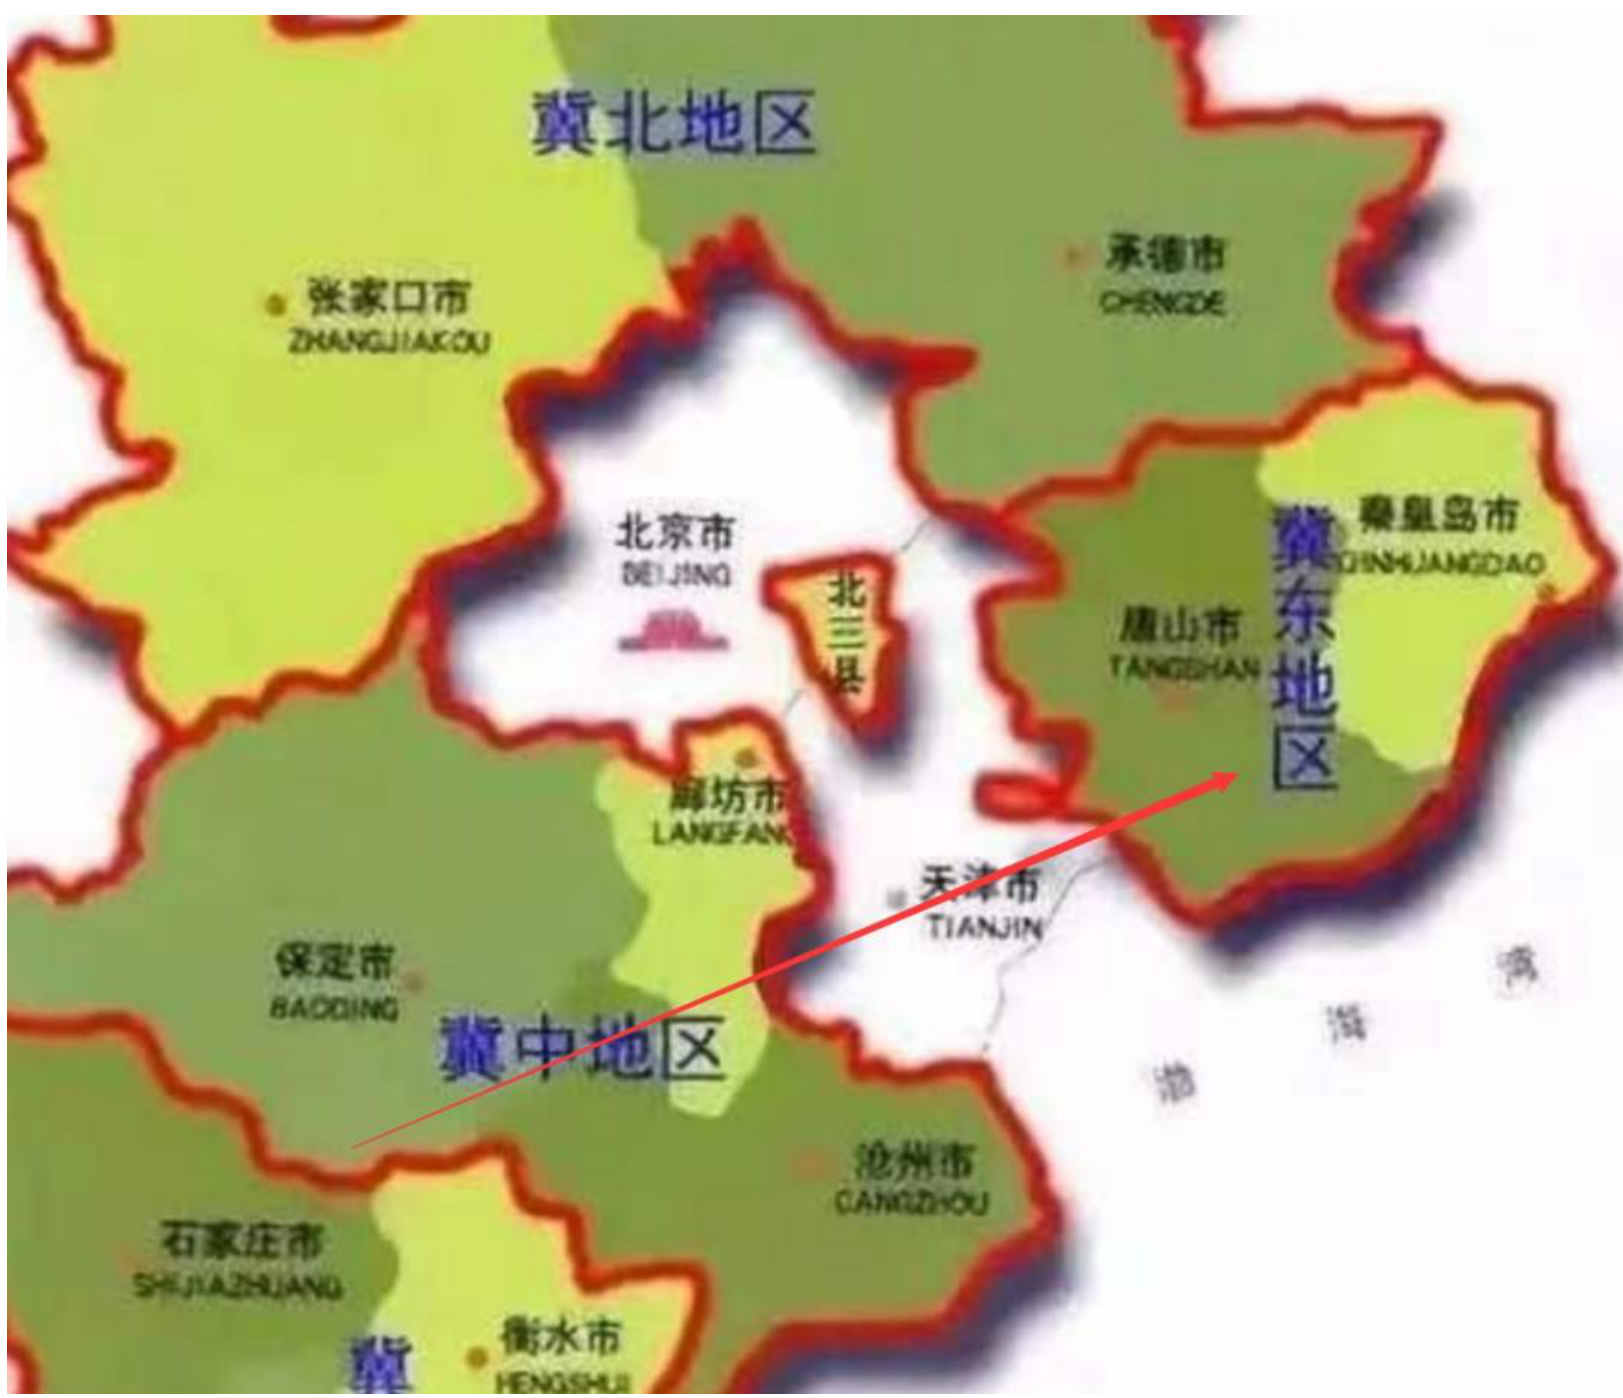 冀北地区
承德市
CHENGDE
张家口市
ZHANGJIAKOU
秦皇岛市
QINHUANGDAO
北京市
BEIJING
北三县
冀东地区
唐山市
TANGSHAN
廊坊市
LANGFANG
天津市
TIANJIN
保定市
BAODING
冀中地区
渤海湾
沧州市
CANGZHOU
石家庄市
SHIJIAZHUANG
衡水市
HENGSHUI
冀